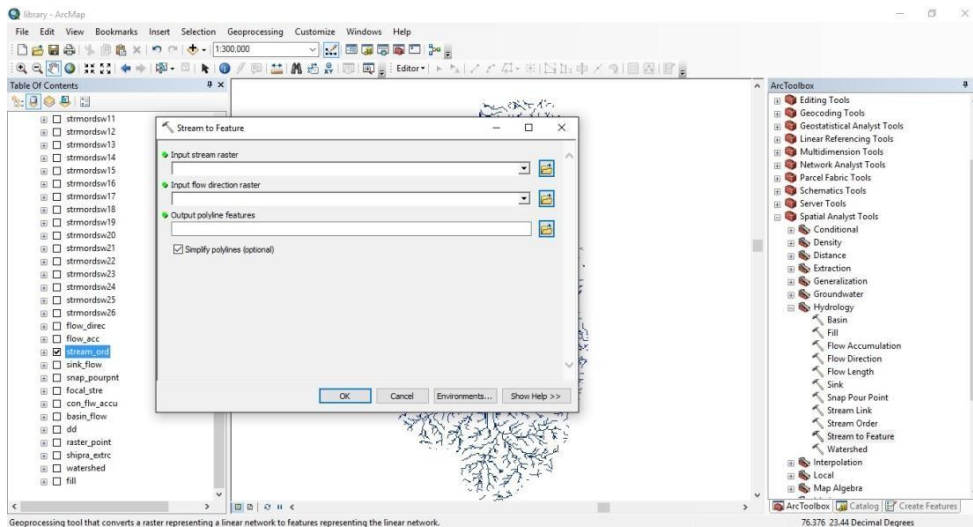 library - ArcMap
File Edit View Bookmarks Insert Selection Geoprocessing Customize Windows Help
1:300,000
Editor
Table Of Contents
strmordsw11
strmordsw12
strmordsw13
strmordsw14
strmordsw15
strmordsw16
strmordsw17
strmordsw18
strmordsw19
strmordsw20
strmordsw21
strmordsw22
strmordsw23
strmordsw24
strmordsw25
strmordsw26
flow_direc
flow_acc
stream_ord
sink_flow
snap_pourpnt
focal_stre
con_flw_accu
basin_flow
dd
raster_point
shipra_extrc
watershed
fill
Stream to Feature
Input stream raster
Input flow direction raster
Output polyline features
Simplify polylines (optional)
OK Cancel Environments... Show Help >>
ArcToolbox
Editing Tools
Geocoding Tools
Geostatistical Analyst Tools
Linear Referencing Tools
Multidimension Tools
Network Analyst Tools
Parcel Fabric Tools
Schematics Tools
Server Tools
Spatial Analyst Tools
Conditional
Density
Distance
Extraction
Generalization
Groundwater
Hydrology
Basin
Fill
Flow Accumulation
Flow Direction
Flow Length
Sink
Snap Pour Point
Stream Link
Stream Order
Stream to Feature
Watershed
Interpolation
Local
Map Algebra
ArcToolbox Catalog Create Features
Geoprocessing tool that converts a raster representing a linear network to features representing the linear network.
76.376 23.44 Decimal Degrees